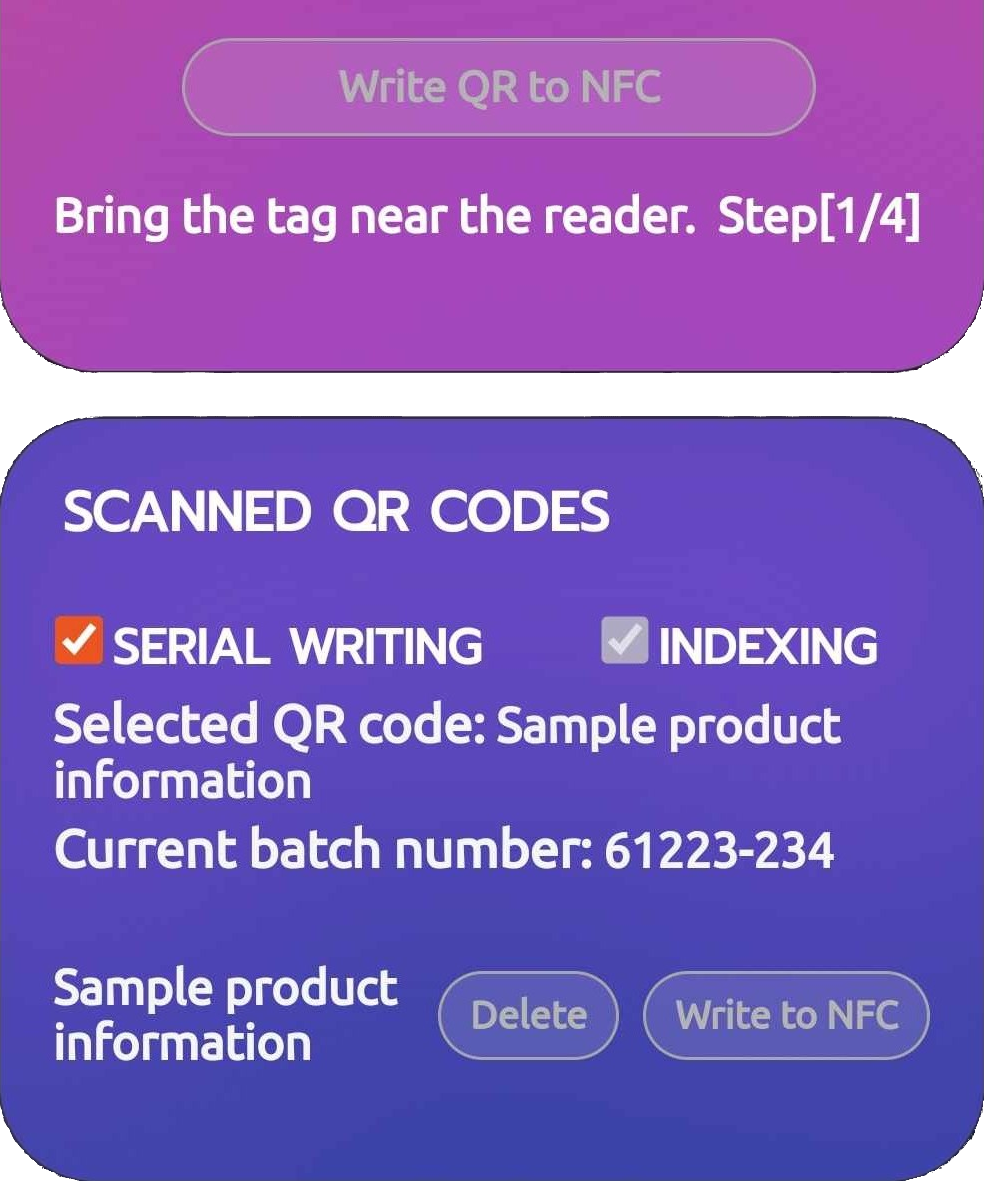 Write QR to NFC
Bring the tag near the reader.  Step[1/4]
SCANNED QR CODES
SERIAL WRITING
INDEXING
Selected QR code: Sample product
information
Current batch number: 61223-234
Sample product
information
Delete
Write to NFC